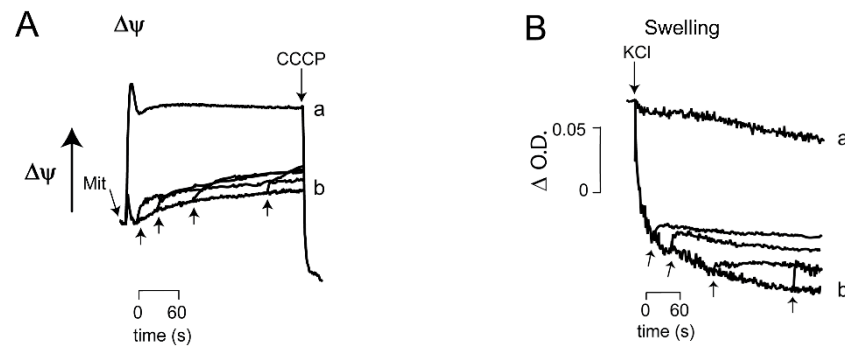 A
Δψ
CCCP
a
Δψ
Mit
b
0 60
time (s)
B
Swelling
KCl
0.05
Δ O.D.
0
a
b
0 60
time (s)